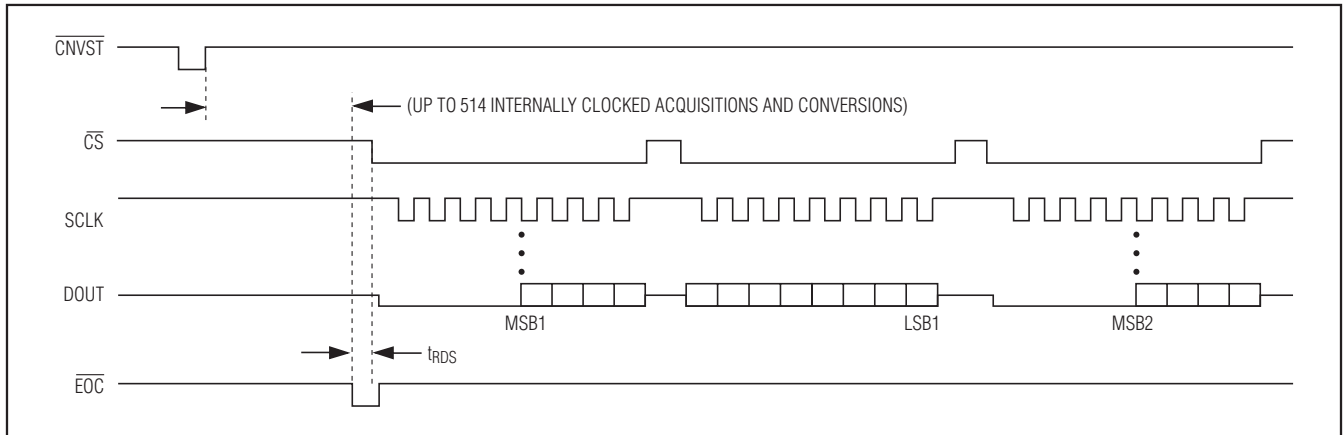 CNVST
(UP TO 514 INTERNALLY CLOCKED ACQUISITIONS AND CONVERSIONS)
CS
SCLK
DOUT
MSB1
LSB1
MSB2
tRDS
EOC